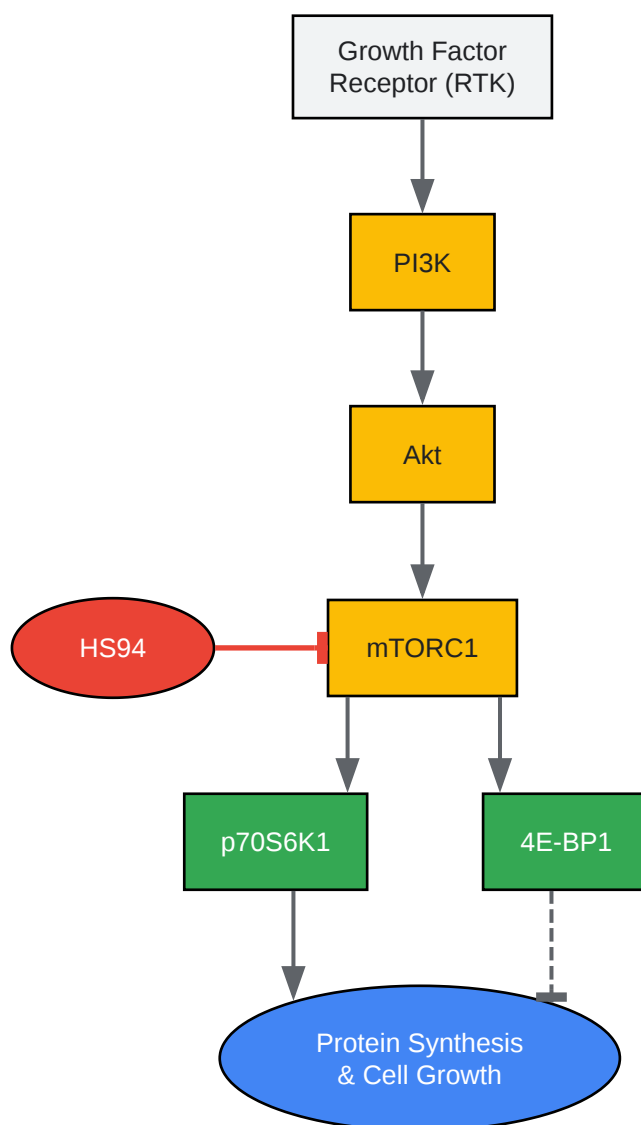 Growth Factor
Receptor (RTK)
PI3K
Akt
HS94
mTORC1
p70S6K1
4E-BP1
Protein Synthesis
& Cell Growth